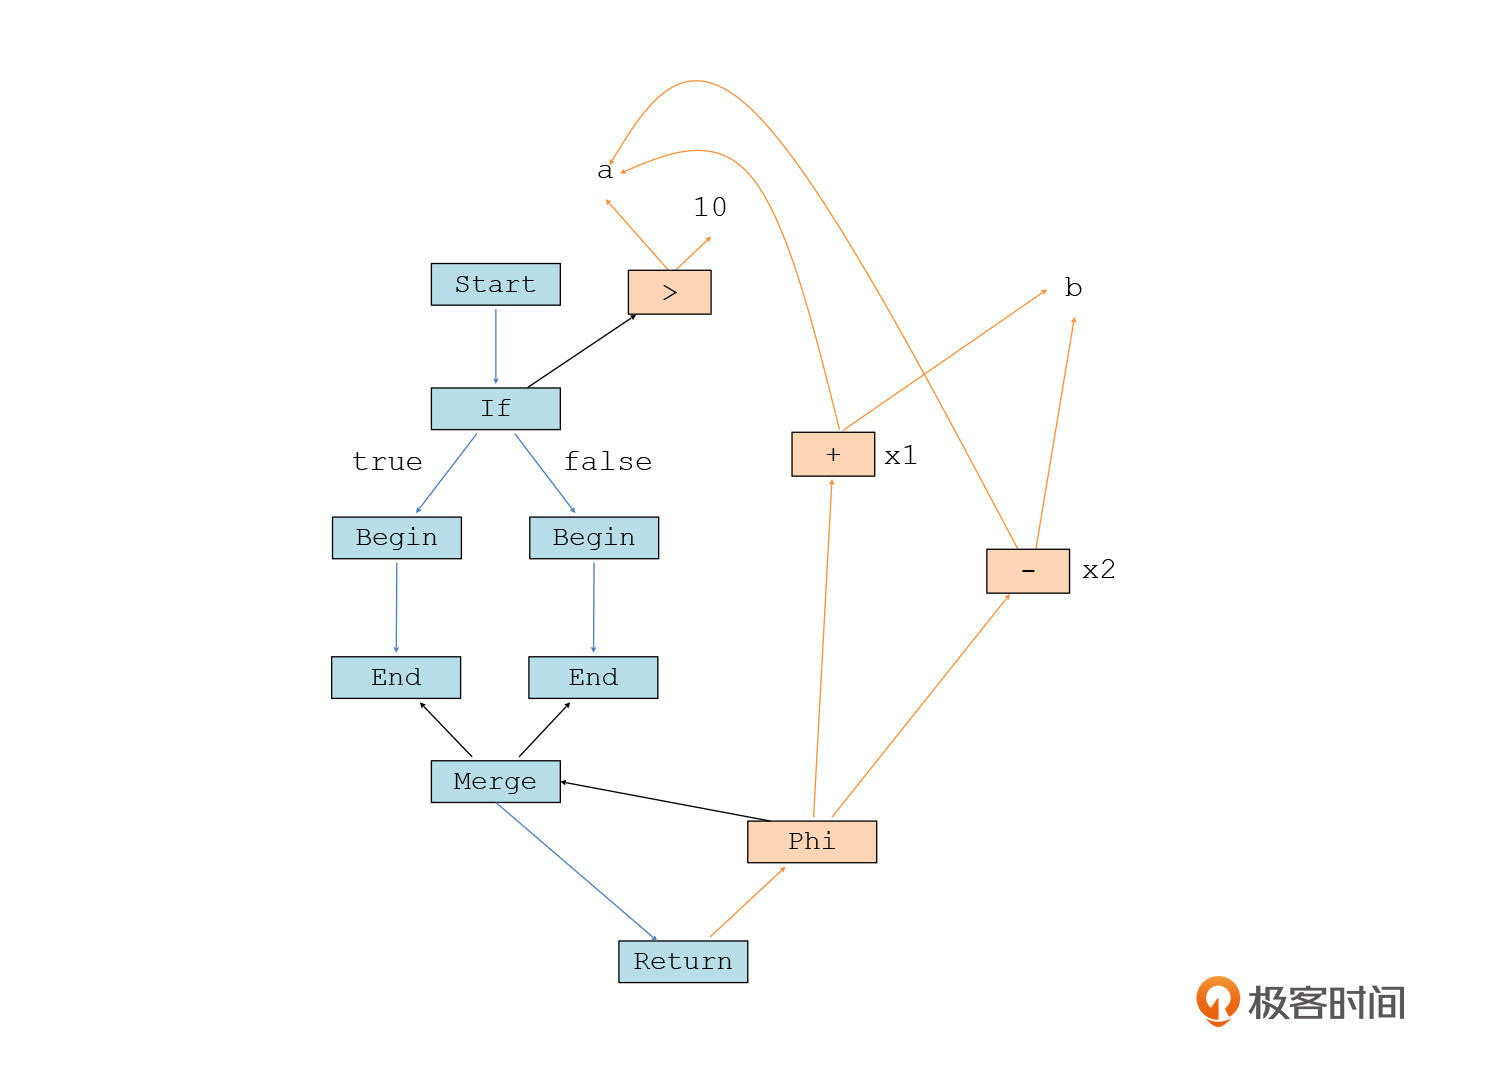 a
10
Start
>
b
If
true
false
+
x1
Begin
Begin
-
x2
End
End
Merge
Phi
Return
极客时间